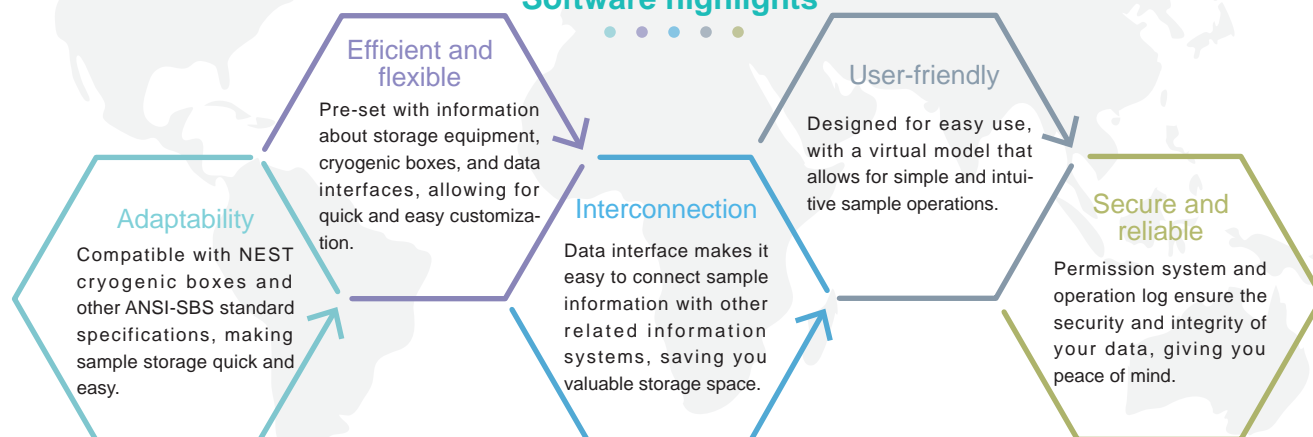 Software highlights
Efficient and
flexible
Pre-set with information
about storage equipment,
cryogenic boxes, and data
interfaces, allowing for
quick and easy customiza-
tion.
User-friendly
Designed for easy use,
with a virtual model that
allows for simple and intui-
tive sample operations.
Adaptability
Compatible with NEST
cryogenic boxes and
other ANSI-SBS standard
specifications, making
sample storage quick and
easy.
Interconnection
Data interface makes it
easy to connect sample
information with other
related information
systems, saving you
valuable storage space.
Secure and
reliable
Permission system and
operation log ensure the
security and integrity of
your data, giving you
peace of mind.